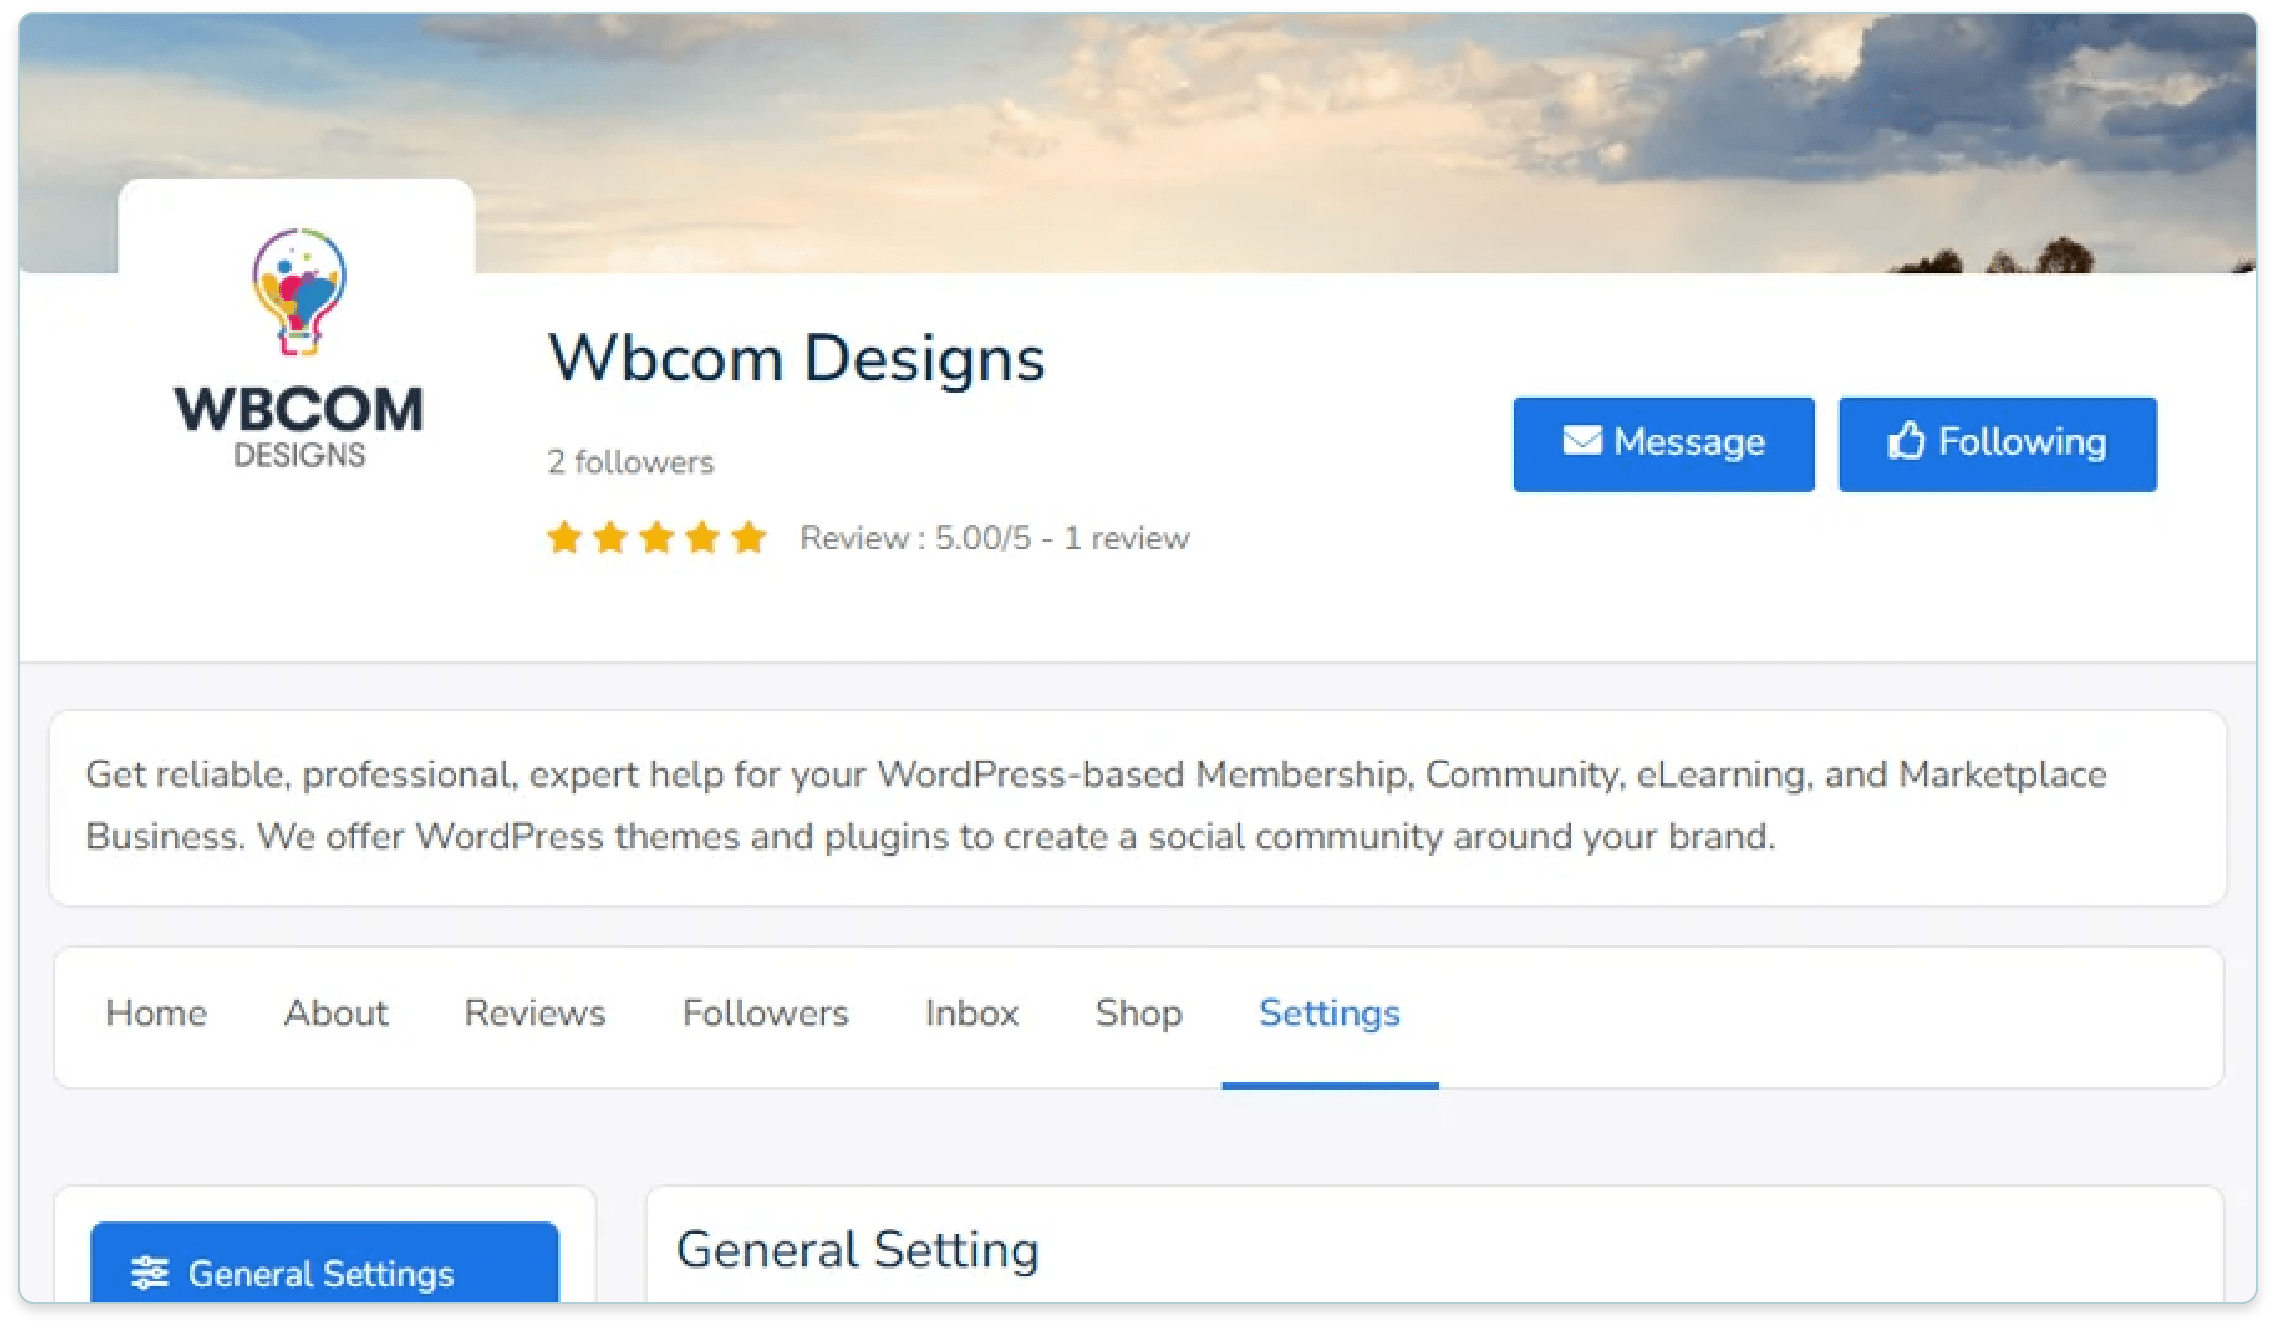 WBCOM
DESIGNS
Wbcom Designs
2 followers
Review : 5.00/5 - 1 review
Message
Following
Get reliable, professional, expert help for your WordPress-based Membership, Community, eLearning, and Marketplace
Business. We offer WordPress themes and plugins to create a social community around your brand.
Home About Reviews Followers Inbox Shop Settings
General Settings
General Setting